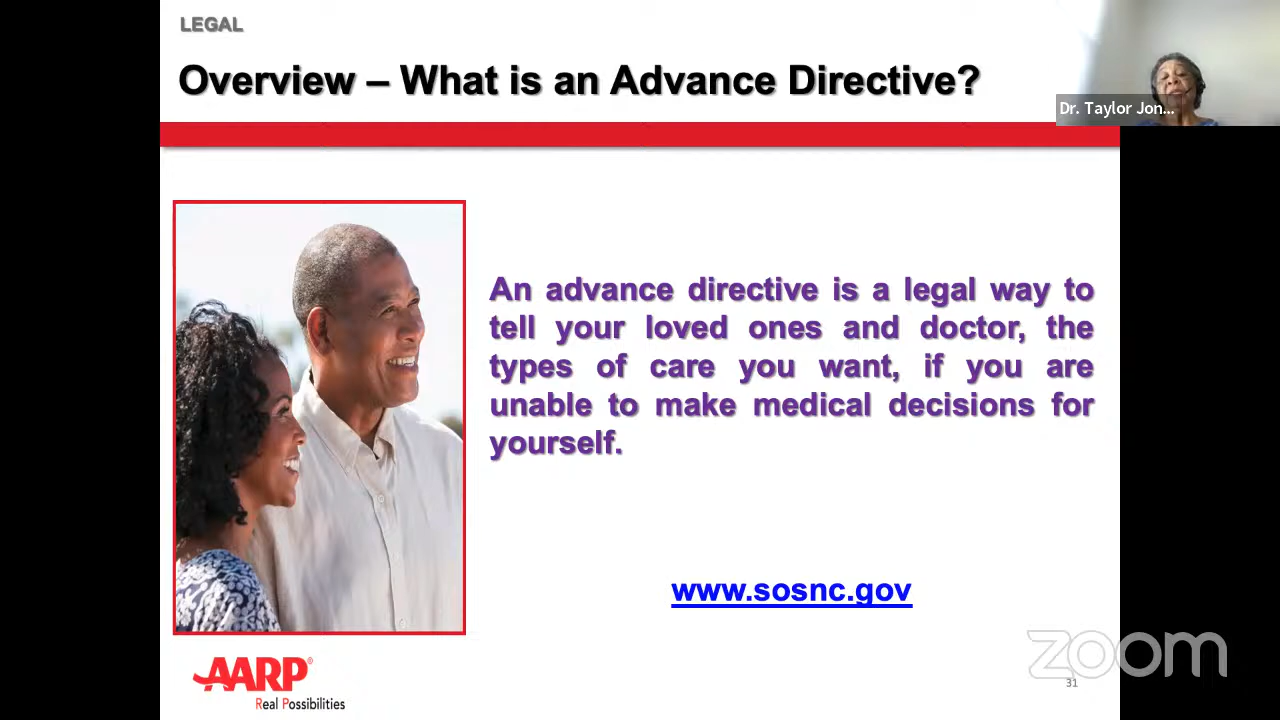 LEGAL
Overview – What is an Advance Directive?
Dr. Taylor Jon...
An advance directive is a legal way to
tell your loved ones and doctor, the
types of care you want, if you are
unable to make medical decisions for
yourself.
www.sosnc.gov
AARP®
Real Possibilities
zoom
31